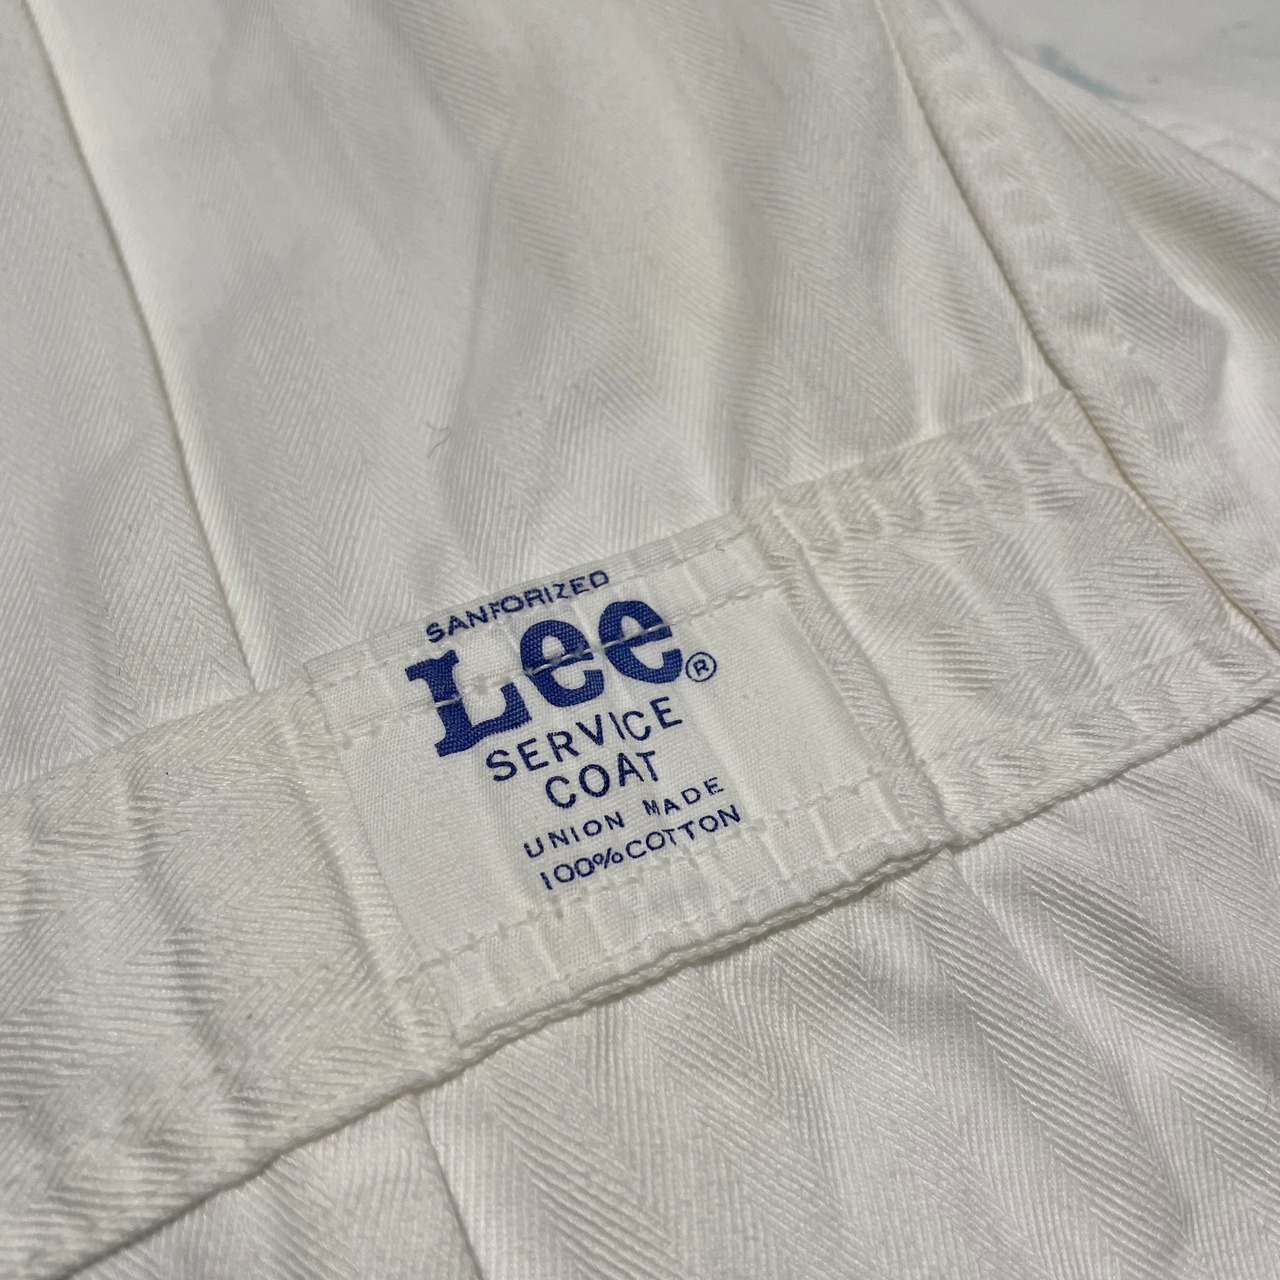 SANFORIZED
Lee®
SERVICE
COAT
UNION MADE
100% COTTON